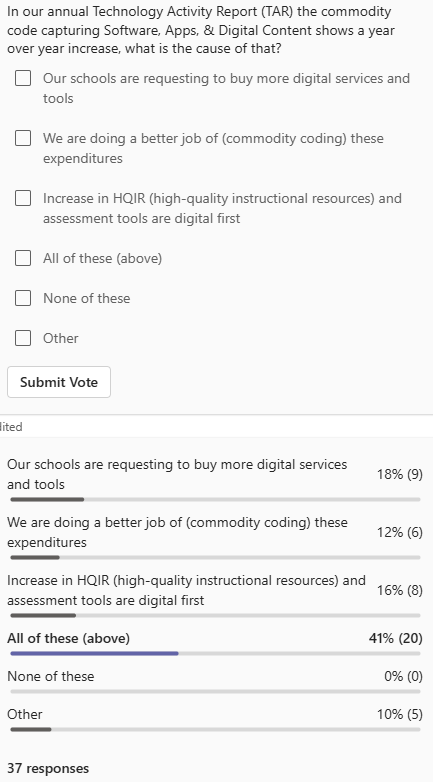 In our annual Technology Activity Report (TAR) the commodity
code capturing Software, Apps, & Digital Content shows a year
over year increase, what is the cause of that?
Our schools are requesting to buy more digital services and
tools
We are doing a better job of (commodity coding) these
expenditures
Increase in HQIR (high-quality instructional resources) and
assessment tools are digital first
All of these (above)
None of these
Other
Submit Vote
lited
Our schools are requesting to buy more digital services
and tools
18% (9)
We are doing a better job of (commodity coding) these
expenditures
12% (6)
Increase in HQIR (high-quality instructional resources) and
assessment tools are digital first
16% (8)
All of these (above)
41% (20)
None of these
0% (0)
Other
10% (5)
37 responses